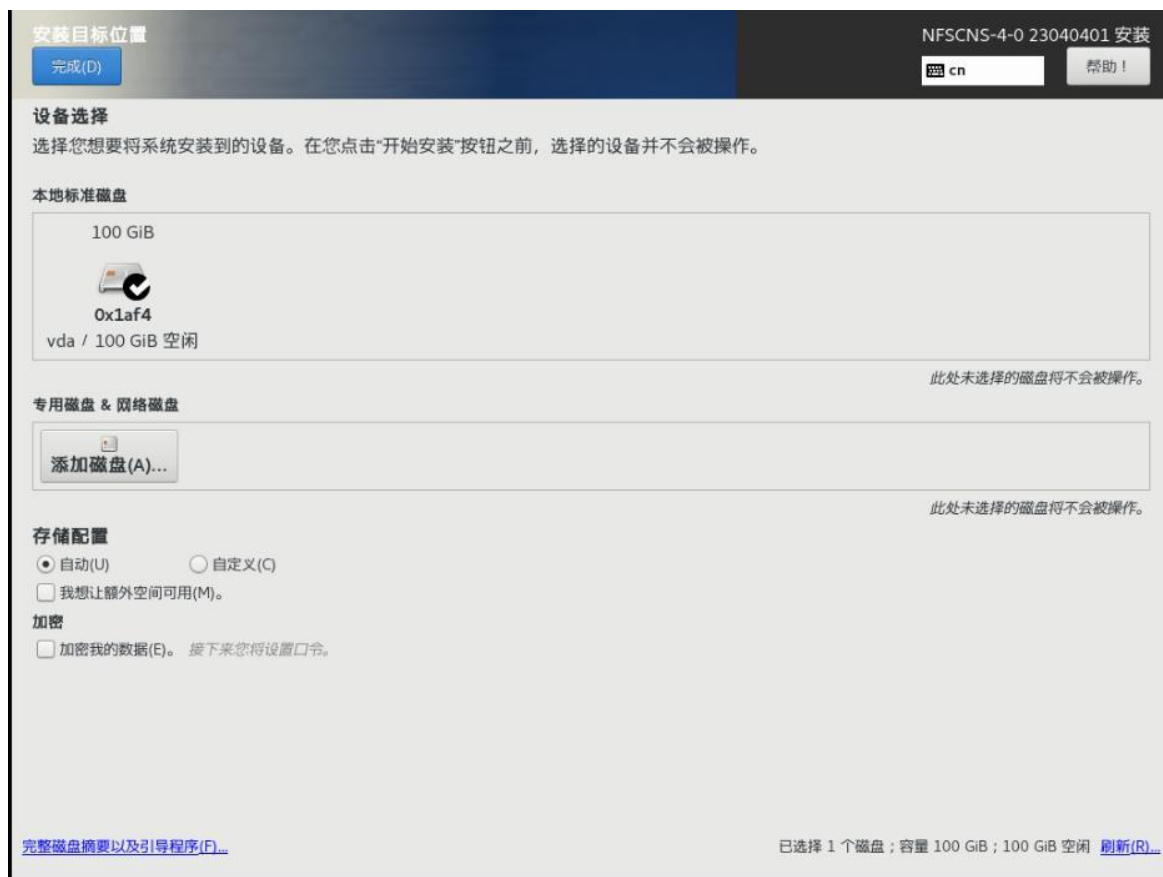 安装目标位置
NFSCNS-4-0 23040401 安装
完成(D)
cn
帮助！
设备选择
选择您想要将系统安装到的设备。在您点击"开始安装"按钮之前，选择的设备并不会被操作。
本地标准磁盘
100 GiB
0x1af4
vda / 100 GiB 空闲
此处未选择的磁盘将不会被操作。
专用磁盘 & 网络磁盘
添加磁盘(A)...
此处未选择的磁盘将不会被操作。
存储配置
自动(U) 自定义(C)
我想让额外空间可用(M)。
加密
加密我的数据(E)。 接下来您将设置口令。
完整磁盘摘要以及引导程序(F)... 已选择 1 个磁盘；容量 100 GiB；100 GiB 空闲 刷新(R)...